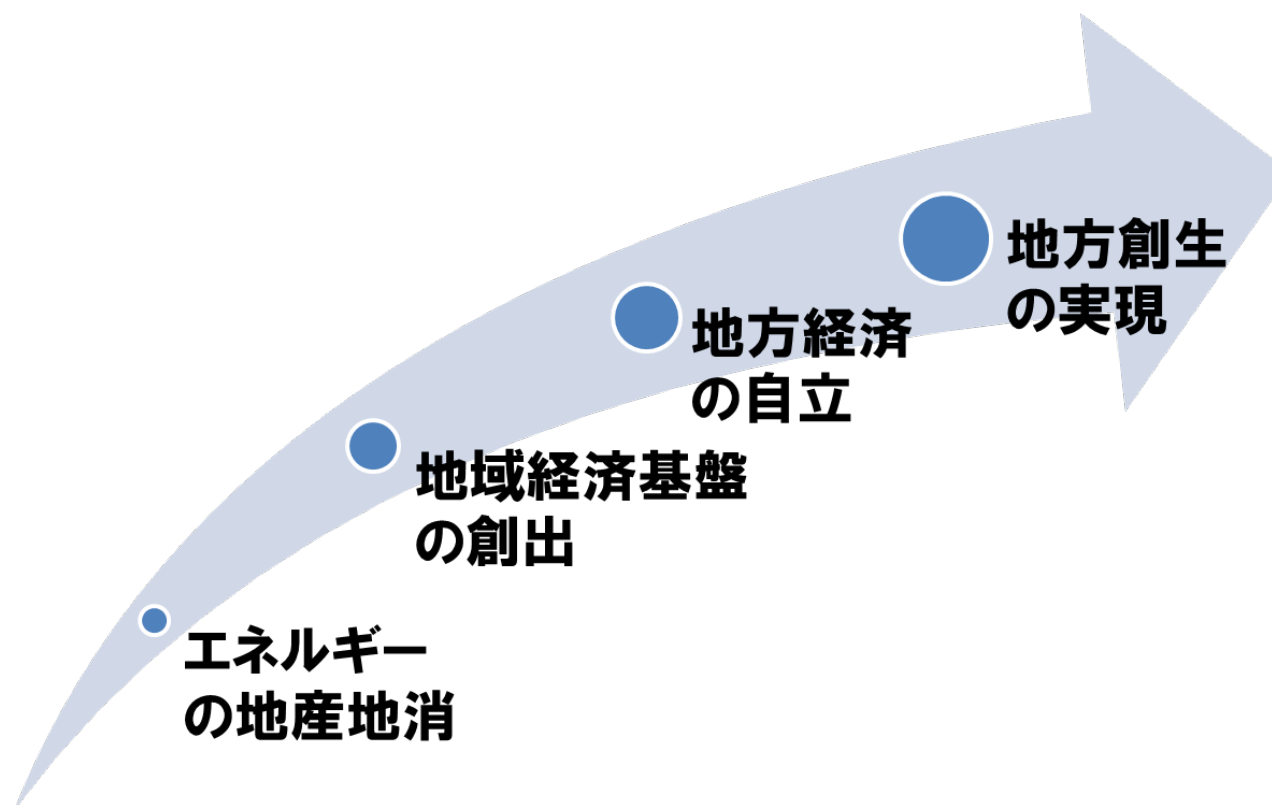 エネルギー
の地産地消
地域経済基盤
の創出
地方経済
の自立
地方創生
の実現